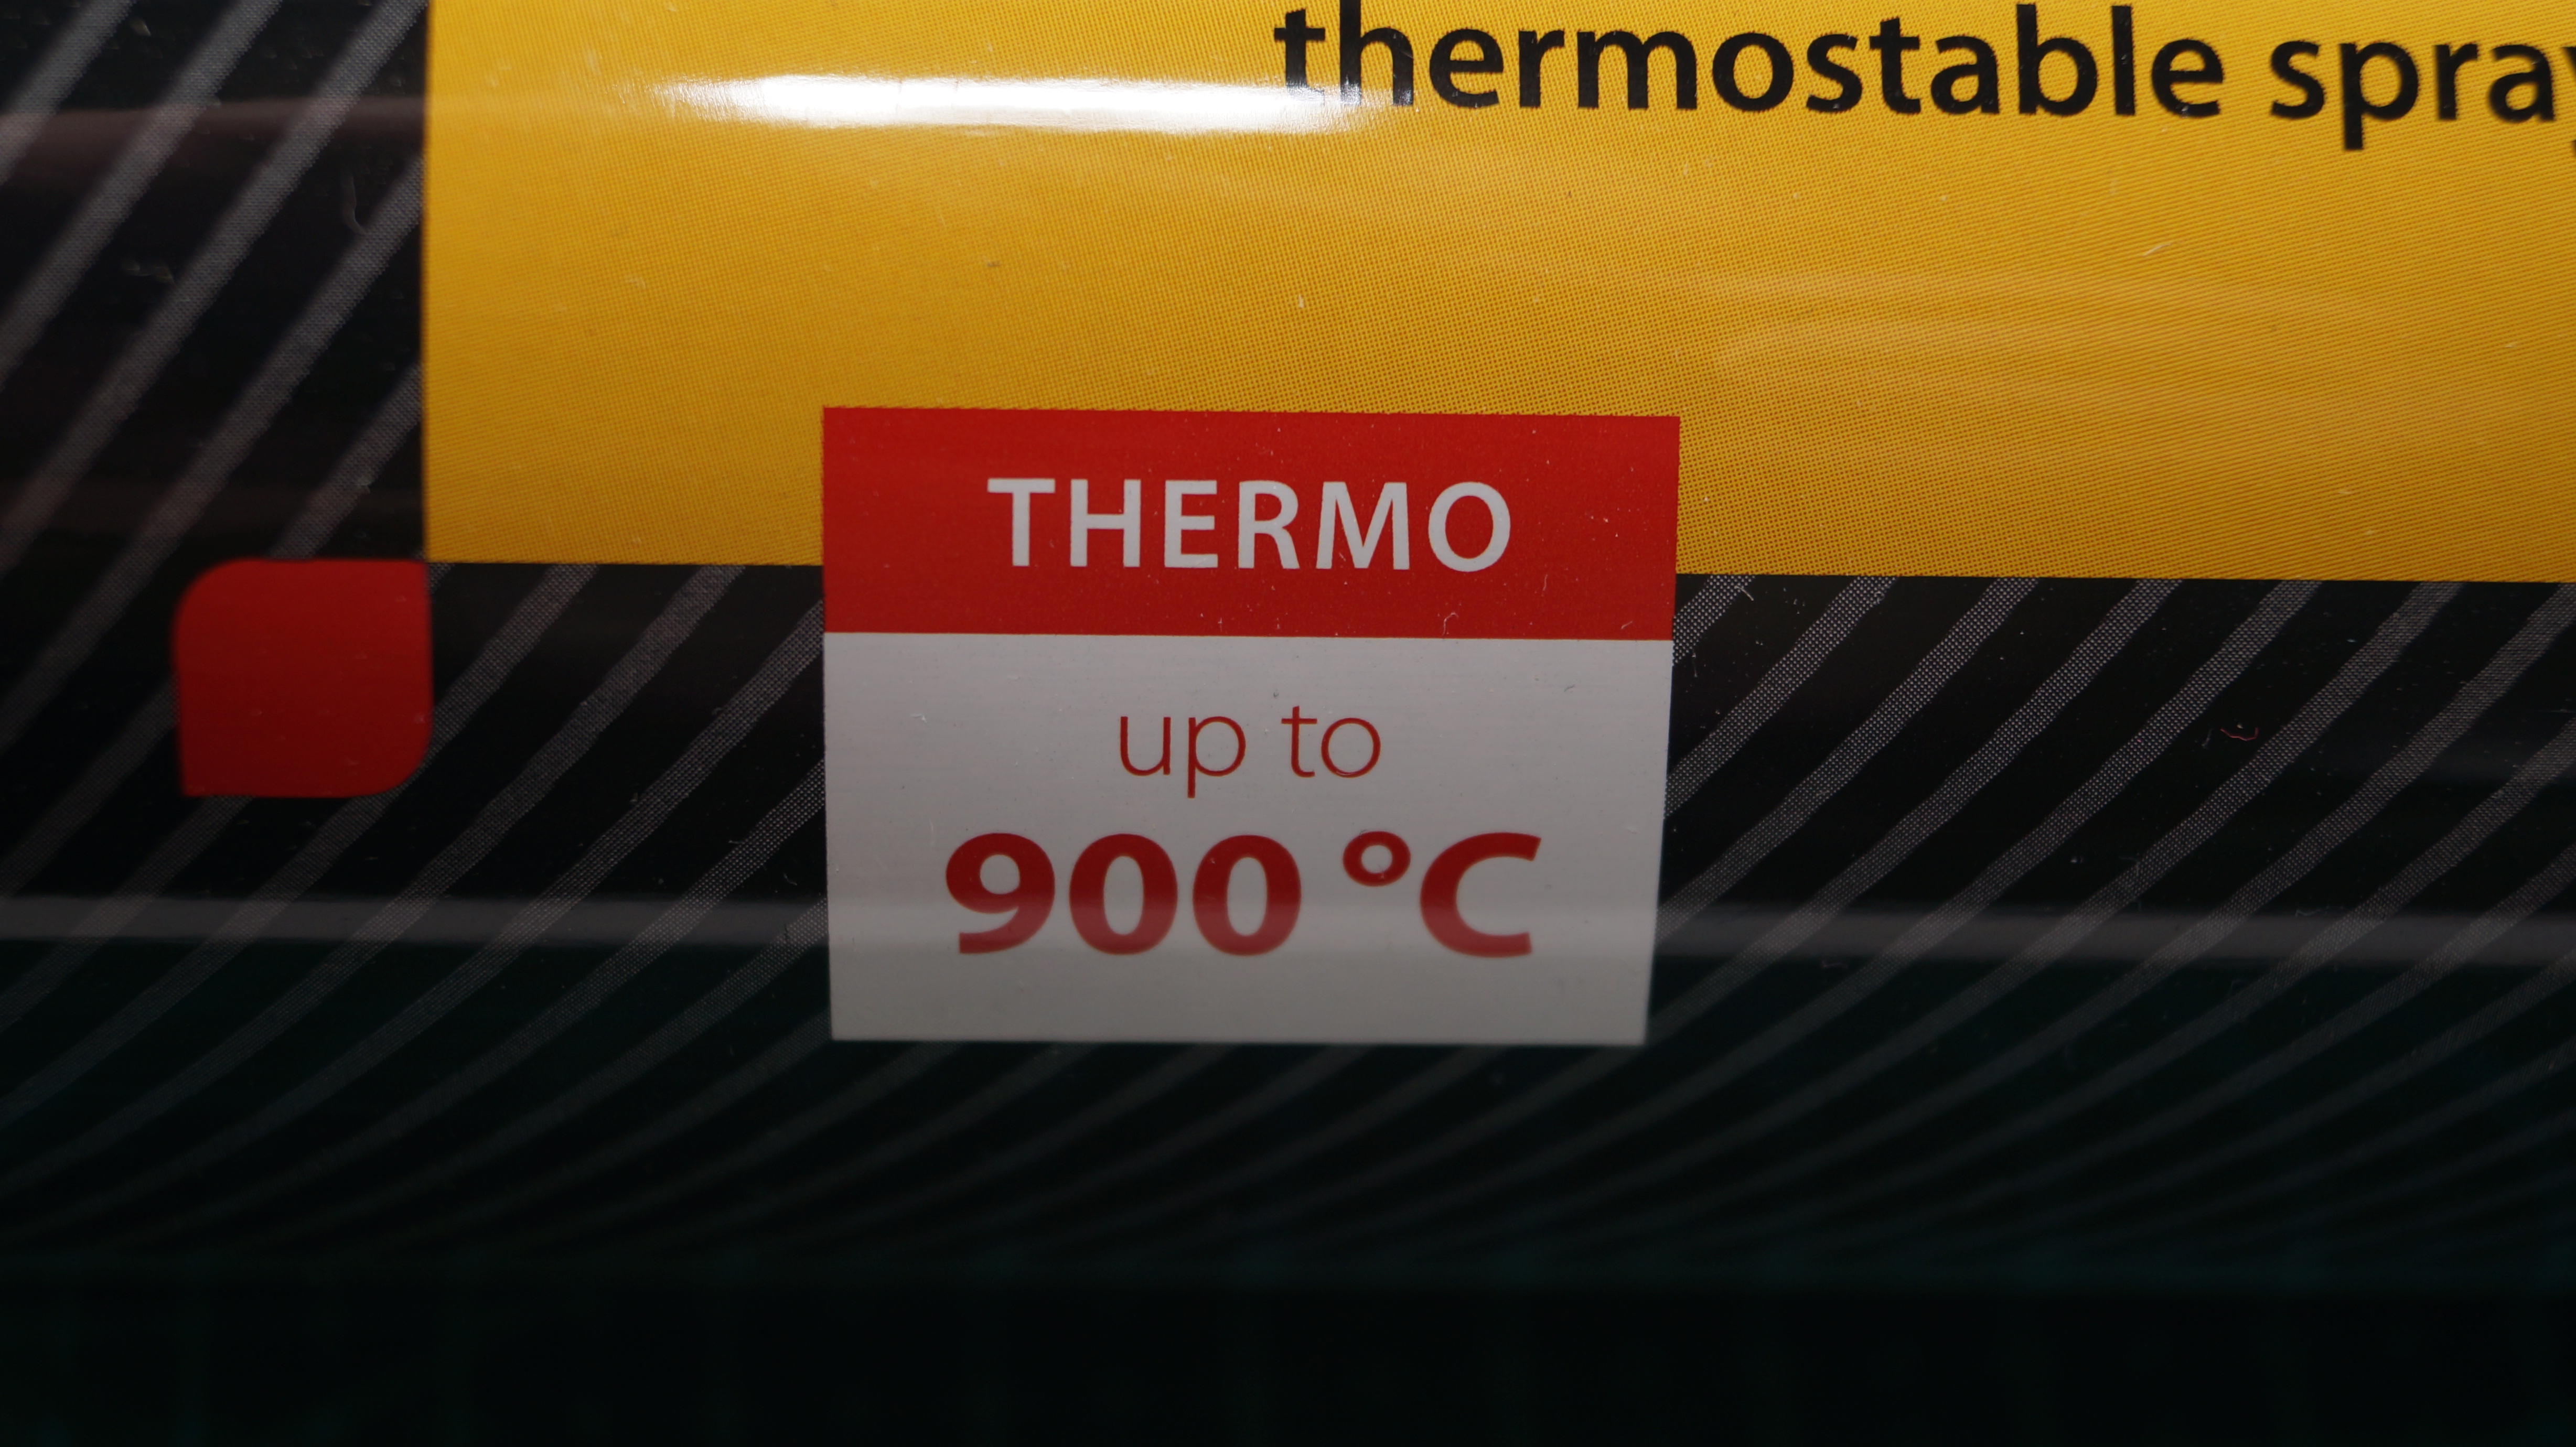 thermostable spray
THERMO
up to
900 °C